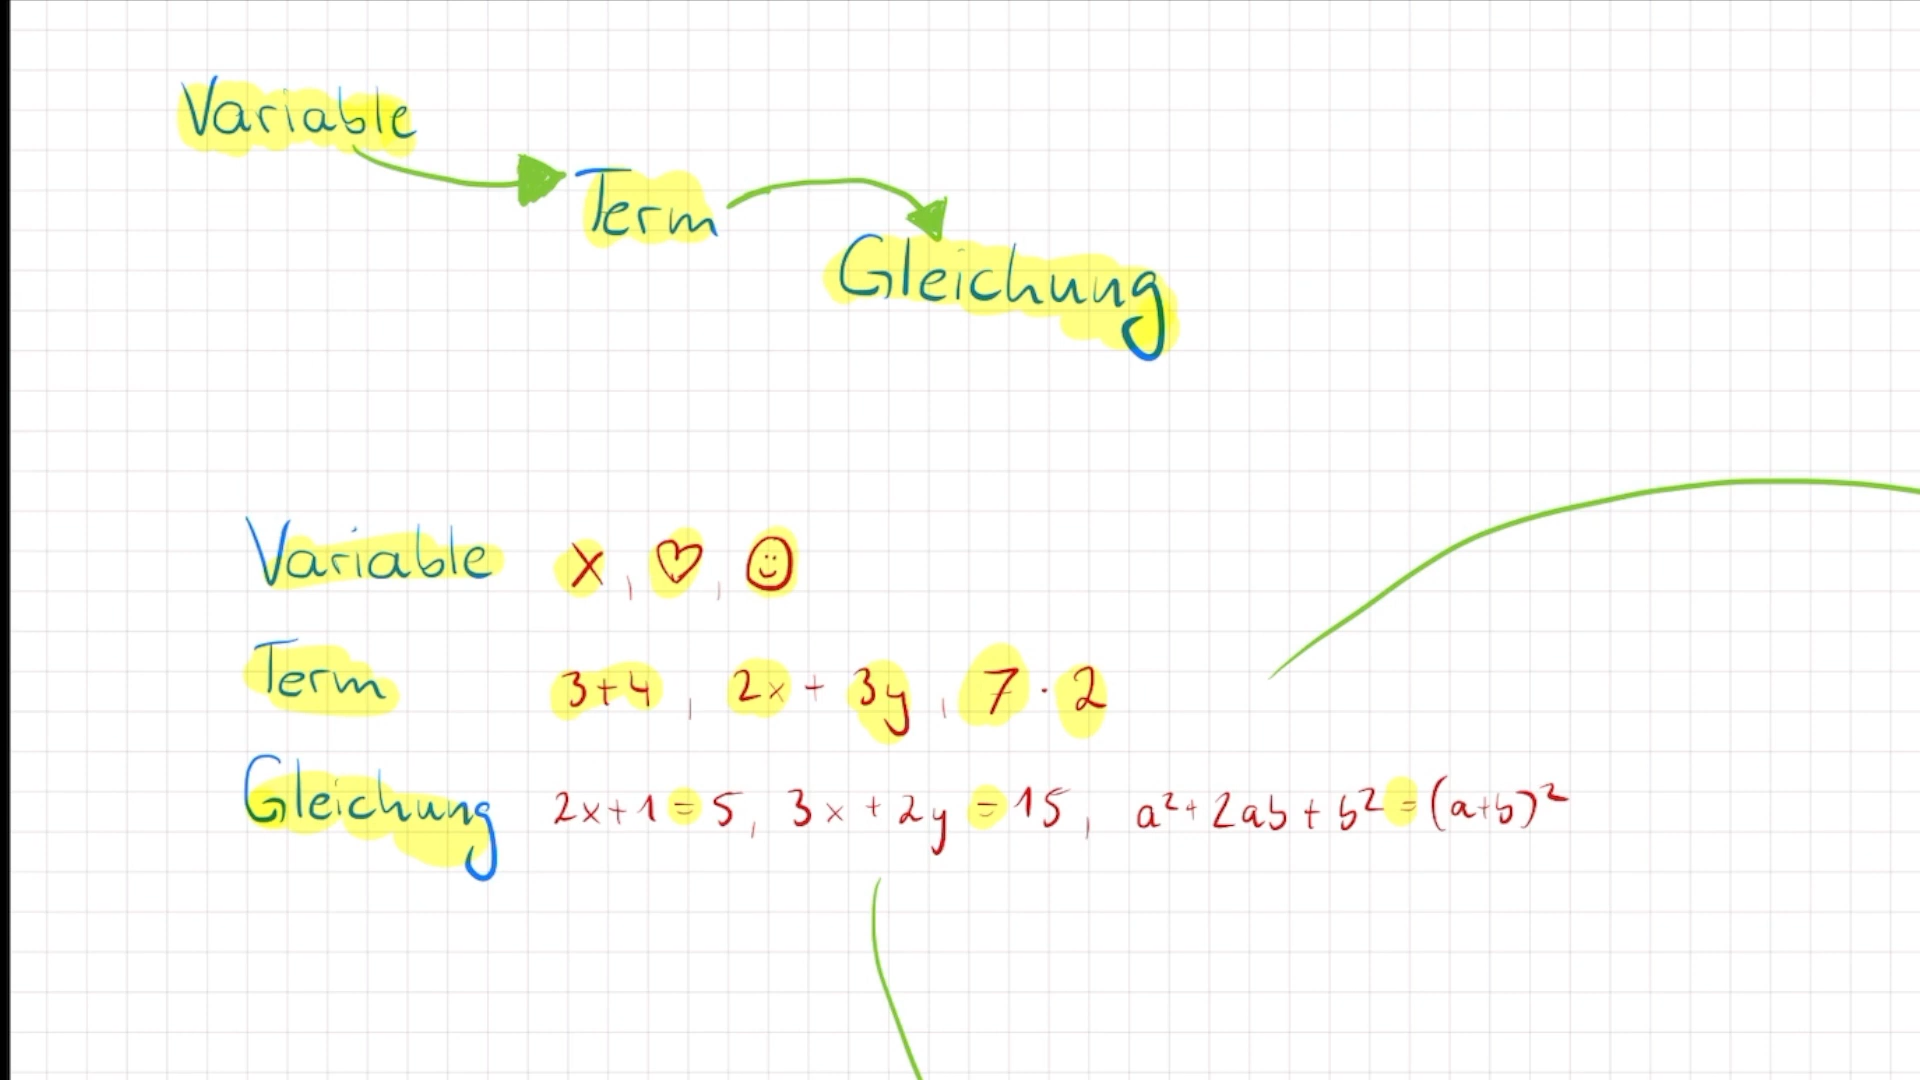 Variable
Term
Gleichung
Variable x, ♡, ☺
Term 3+4, 2x + 3y, 7 · 2
Gleichung 2x+1=5, 3x+2y=15, a²+2ab+b²=(a+b)²